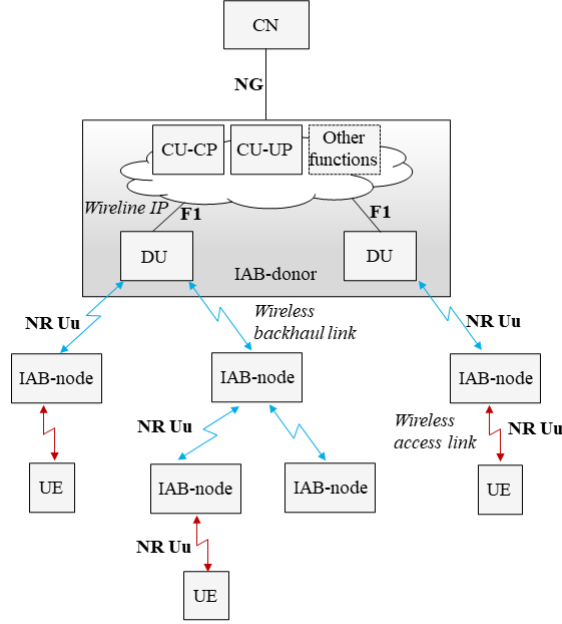 CN
NG
CU-CP
CU-UP
Other
functions
Wireline IP
F1
F1
DU
DU
IAB-donor
NR Uu
Wireless
backhaul link
NR Uu
IAB-node
IAB-node
IAB-node
NR Uu
Wireless
access link
NR Uu
UE
IAB-node
IAB-node
UE
NR Uu
UE